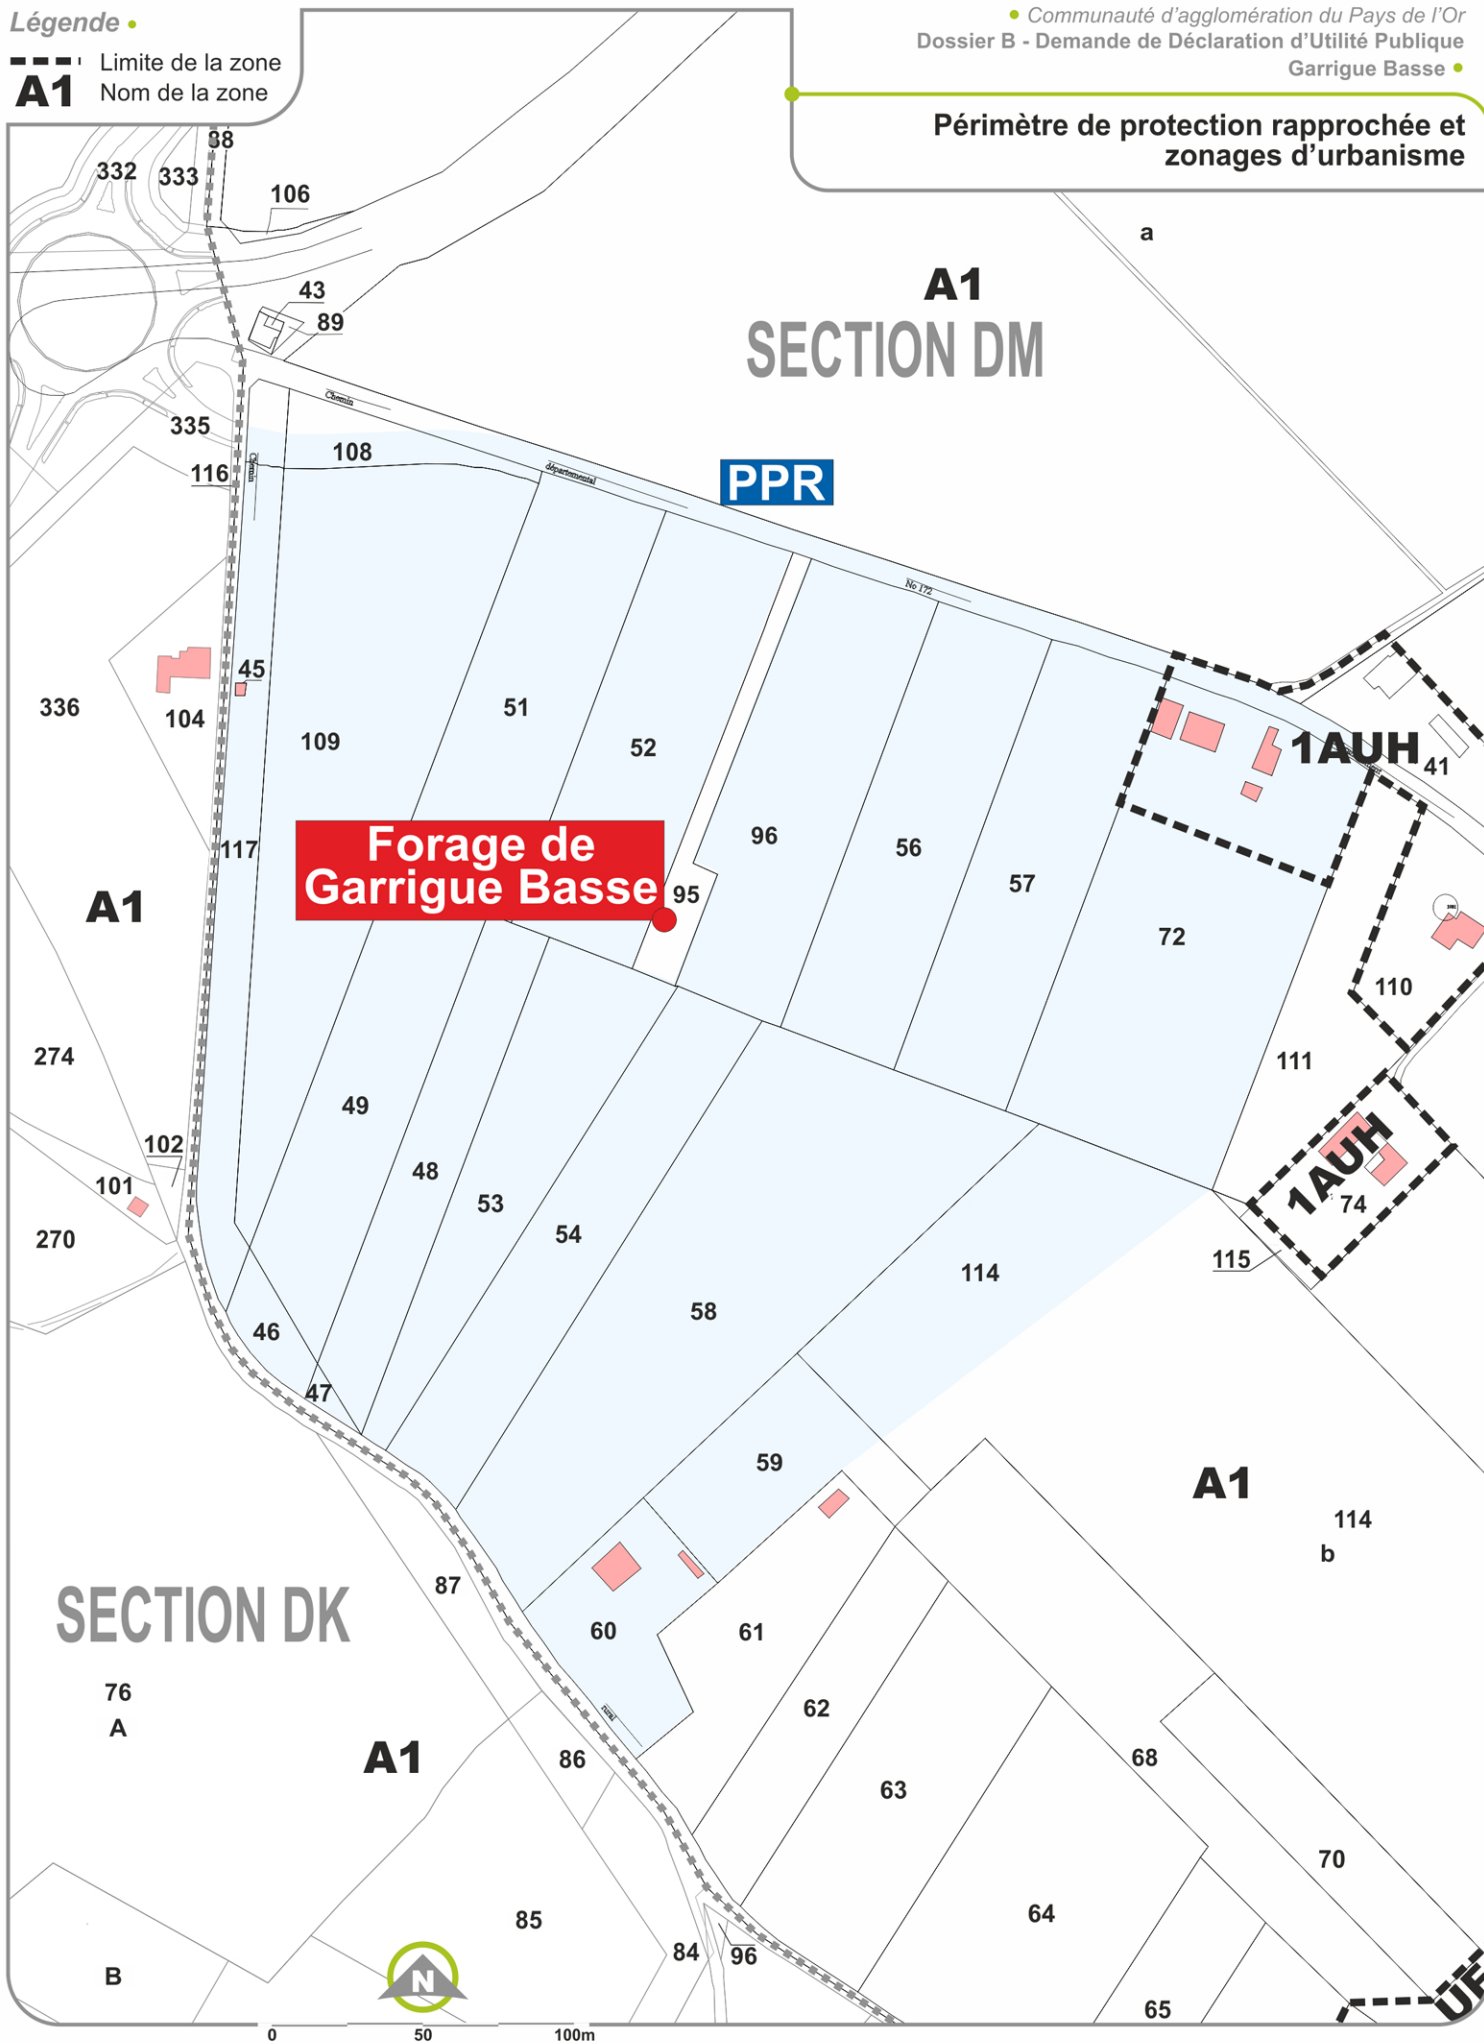 Légende •
Limite de la zone
A1 Nom de la zone
• Communauté d'agglomération du Pays de l'Or
Dossier B - Demande de Déclaration d'Utilité Publique
Garrigue Basse •
Périmètre de protection rapprochée et
zonages d'urbanisme
88
332
333
106
a
A1
43
89
SECTION DM
Chemin
335
108
116
Chemin
départemental
PPR
No 172
45
336
104
109
51
52
1AUH
41
117
Forage de
Garrigue Basse
95
96
56
57
A1
72
110
274
111
49
102
48
1AUH
101
53
74
270
54
115
114
58
46
47
59
A1
114
b
87
SECTION DK
60
61
76
A
62
rural
A1
86
68
63
70
85
64
84
96
B
N
65
UE
0 50 100m